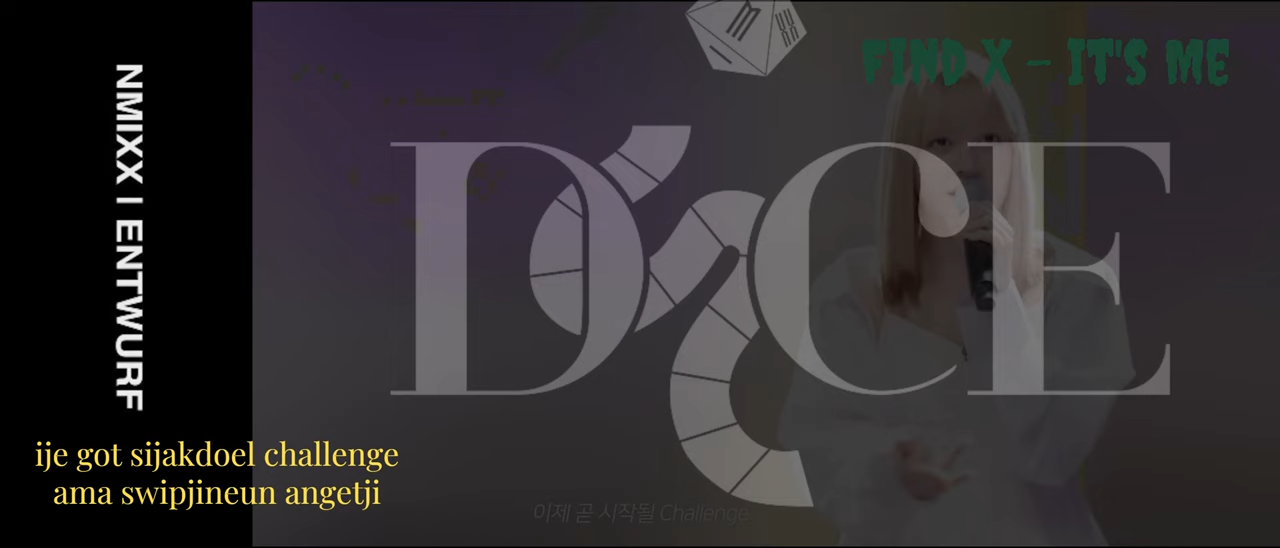 NMIXX I ENTWURF
FIND X - IT'S ME
DICE
ije got sijakdoel challenge
ama swipjineun angetji
이제 곧 시작될 Challenge